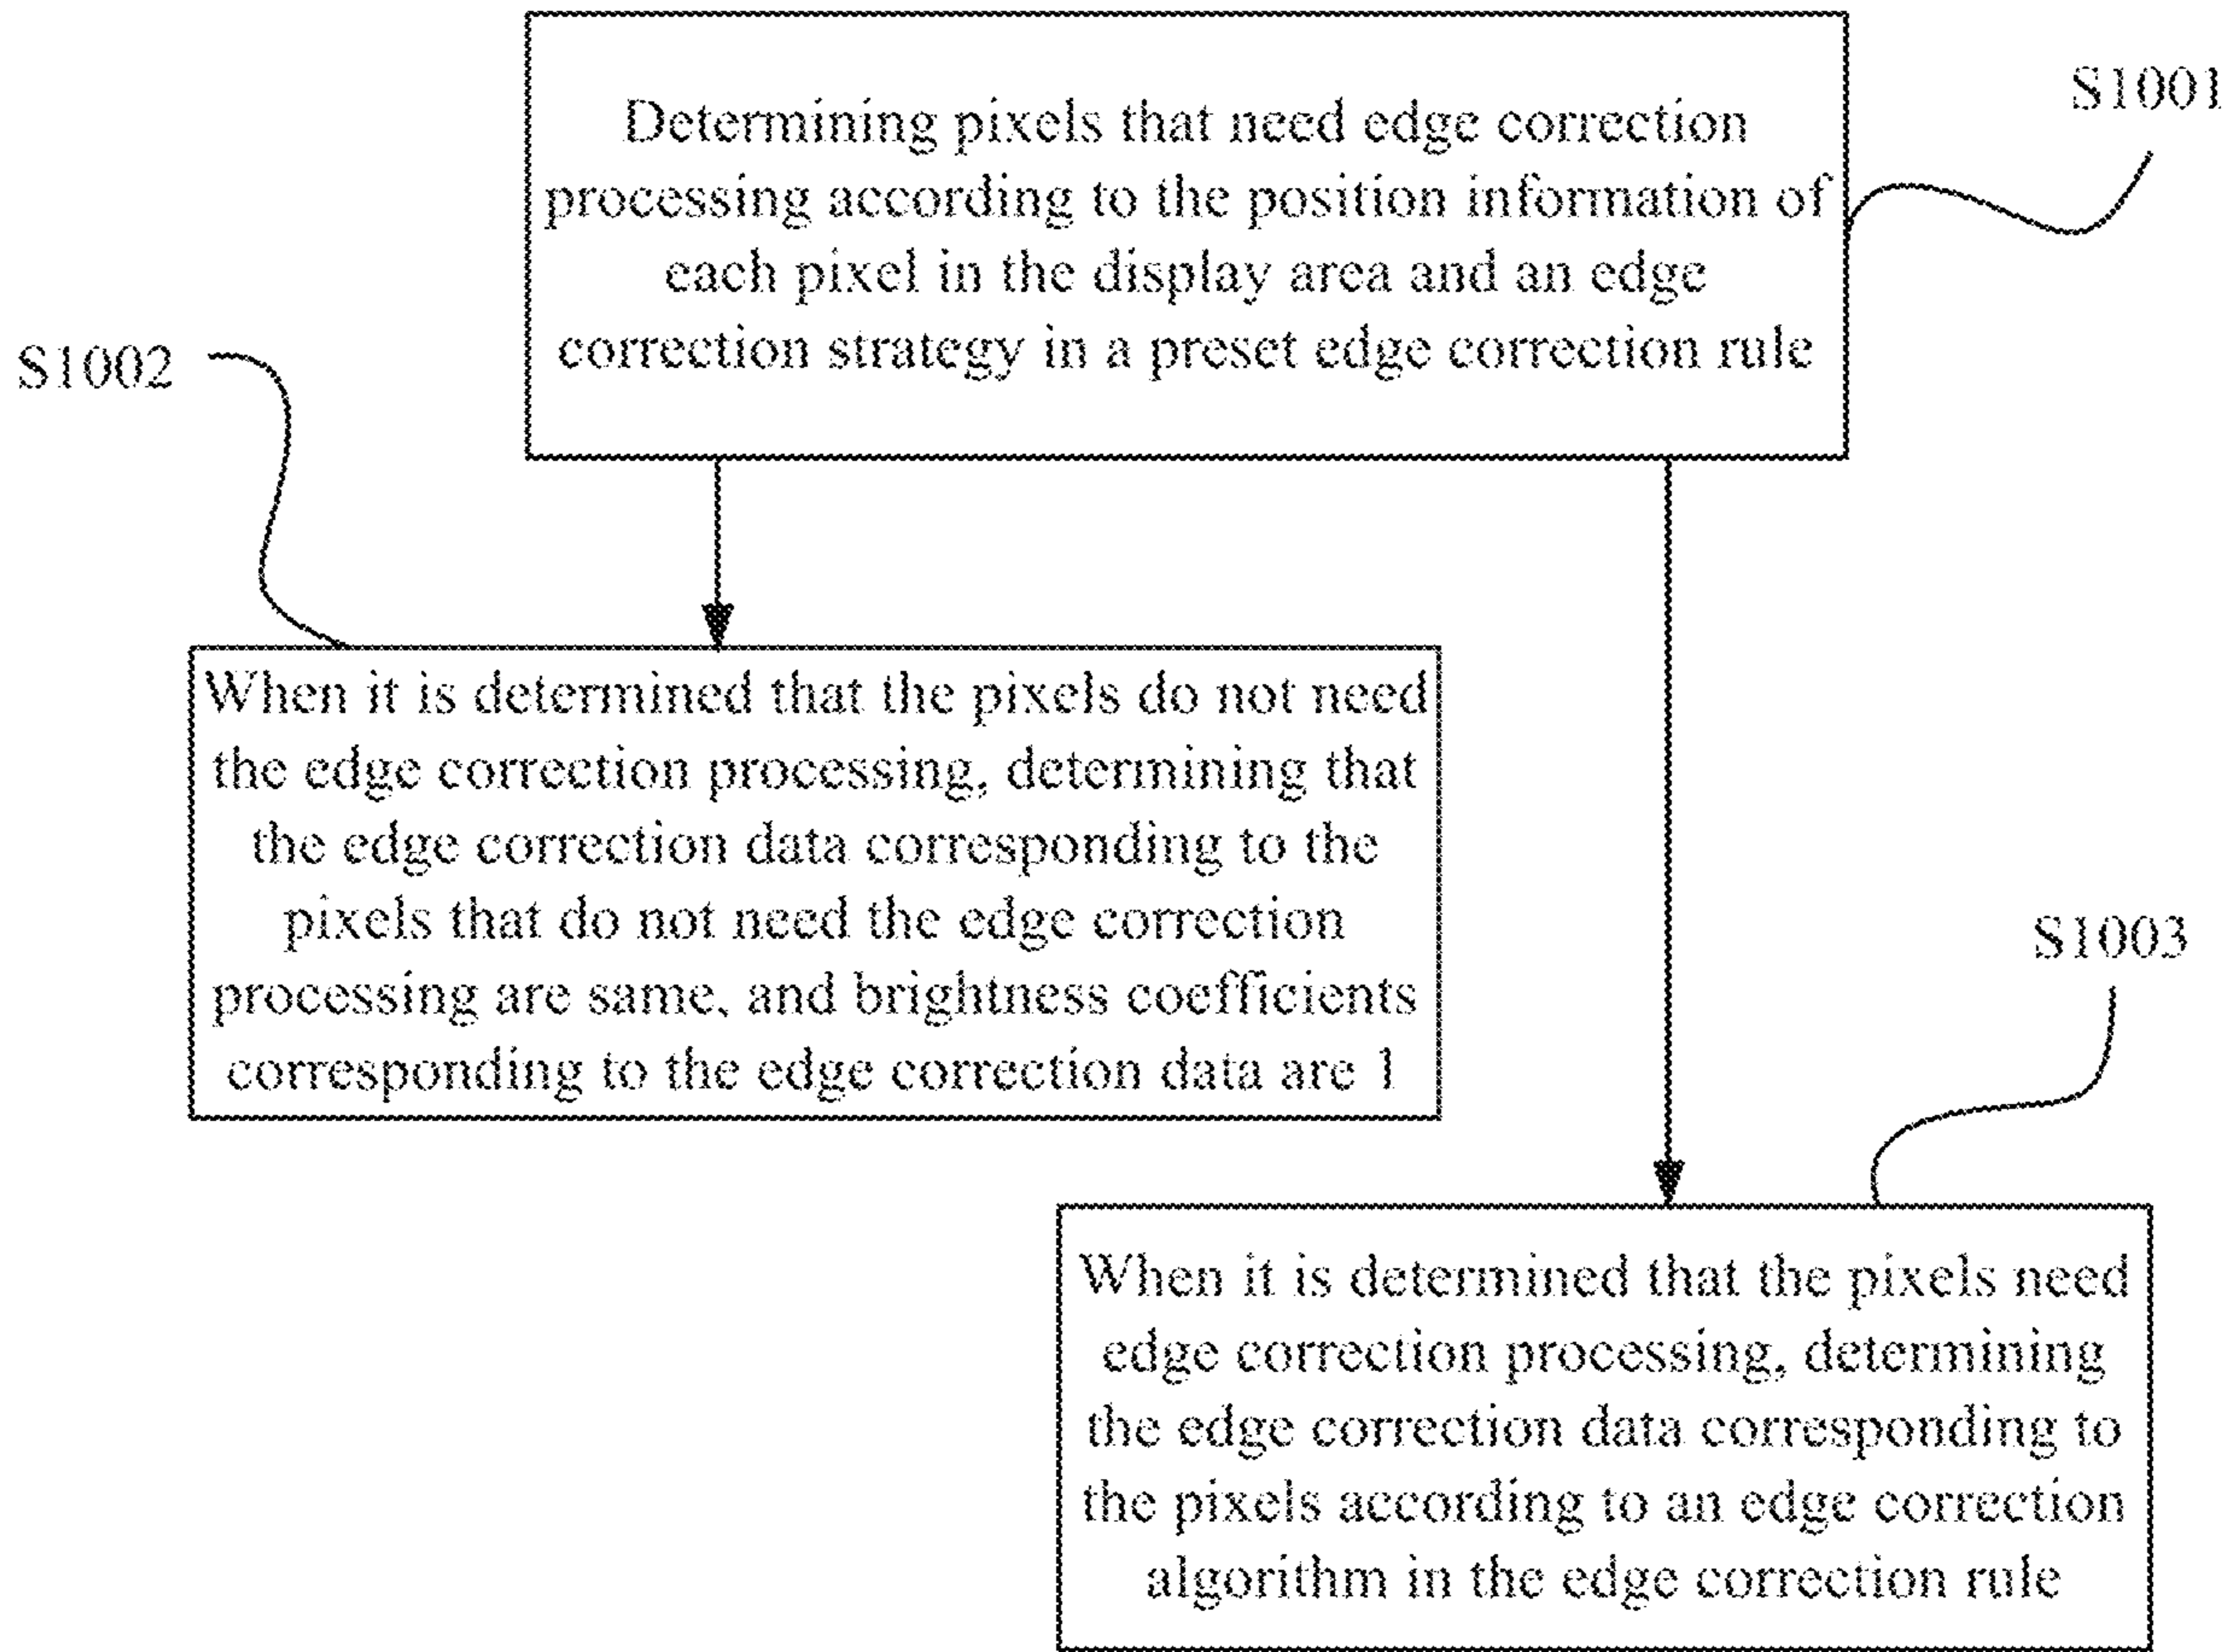 S1001
Determining pixels that need edge correction
processing according to the position information of
each pixel in the display area and an edge
correction strategy in a preset edge correction rule
S1002
When it is determined that the pixels do not need
the edge correction processing, determining that
the edge correction data corresponding to the
pixels that do not need the edge correction
processing are same, and brightness coefficients
corresponding to the edge correction data are 1
S1003
When it is determined that the pixels need
edge correction processing, determining
the edge correction data corresponding to
the pixels according to an edge correction
algorithm in the edge correction rule